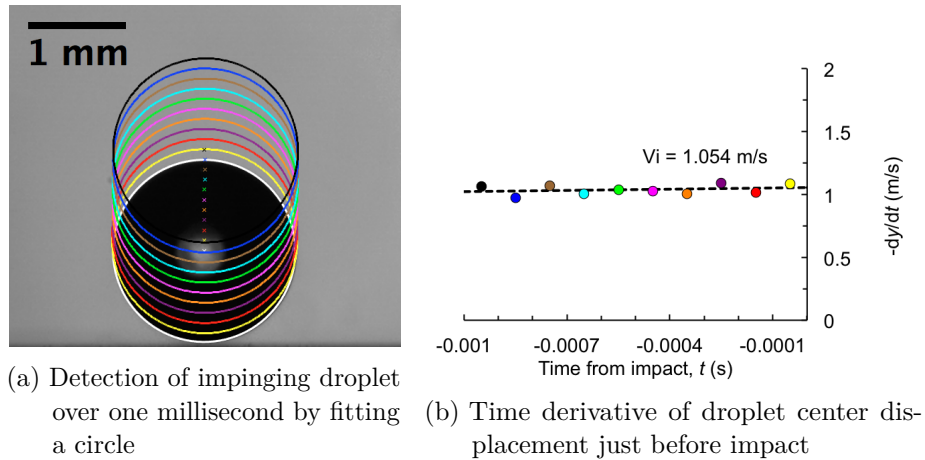 1 mm
(a) Detection of impinging droplet
over one millisecond by fitting
a circle
2
1.5
1
0.5
0
Vi = 1.054 m/s
-dy/dt (m/s)
-0.001
-0.0007
-0.0004
-0.0001
Time from impact, t (s)
(b) Time derivative of droplet center dis-
placement just before impact